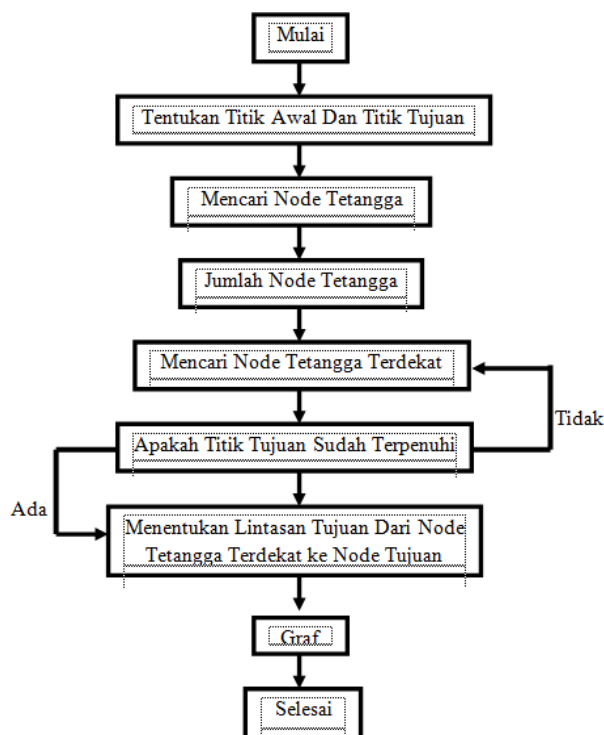 Mulai
Tentukan Titik Awal Dan Titik Tujuan
Mencari Node Tetangga
Jumlah Node Tetangga
Mencari Node Tetangga Terdekat
Tidak
Apakah Titik Tujuan Sudah Terpenuhi
Ada
Menentukan Lintasan Tujuan Dari Node
Tetangga Terdekat ke Node Tujuan
Graf
Selesai